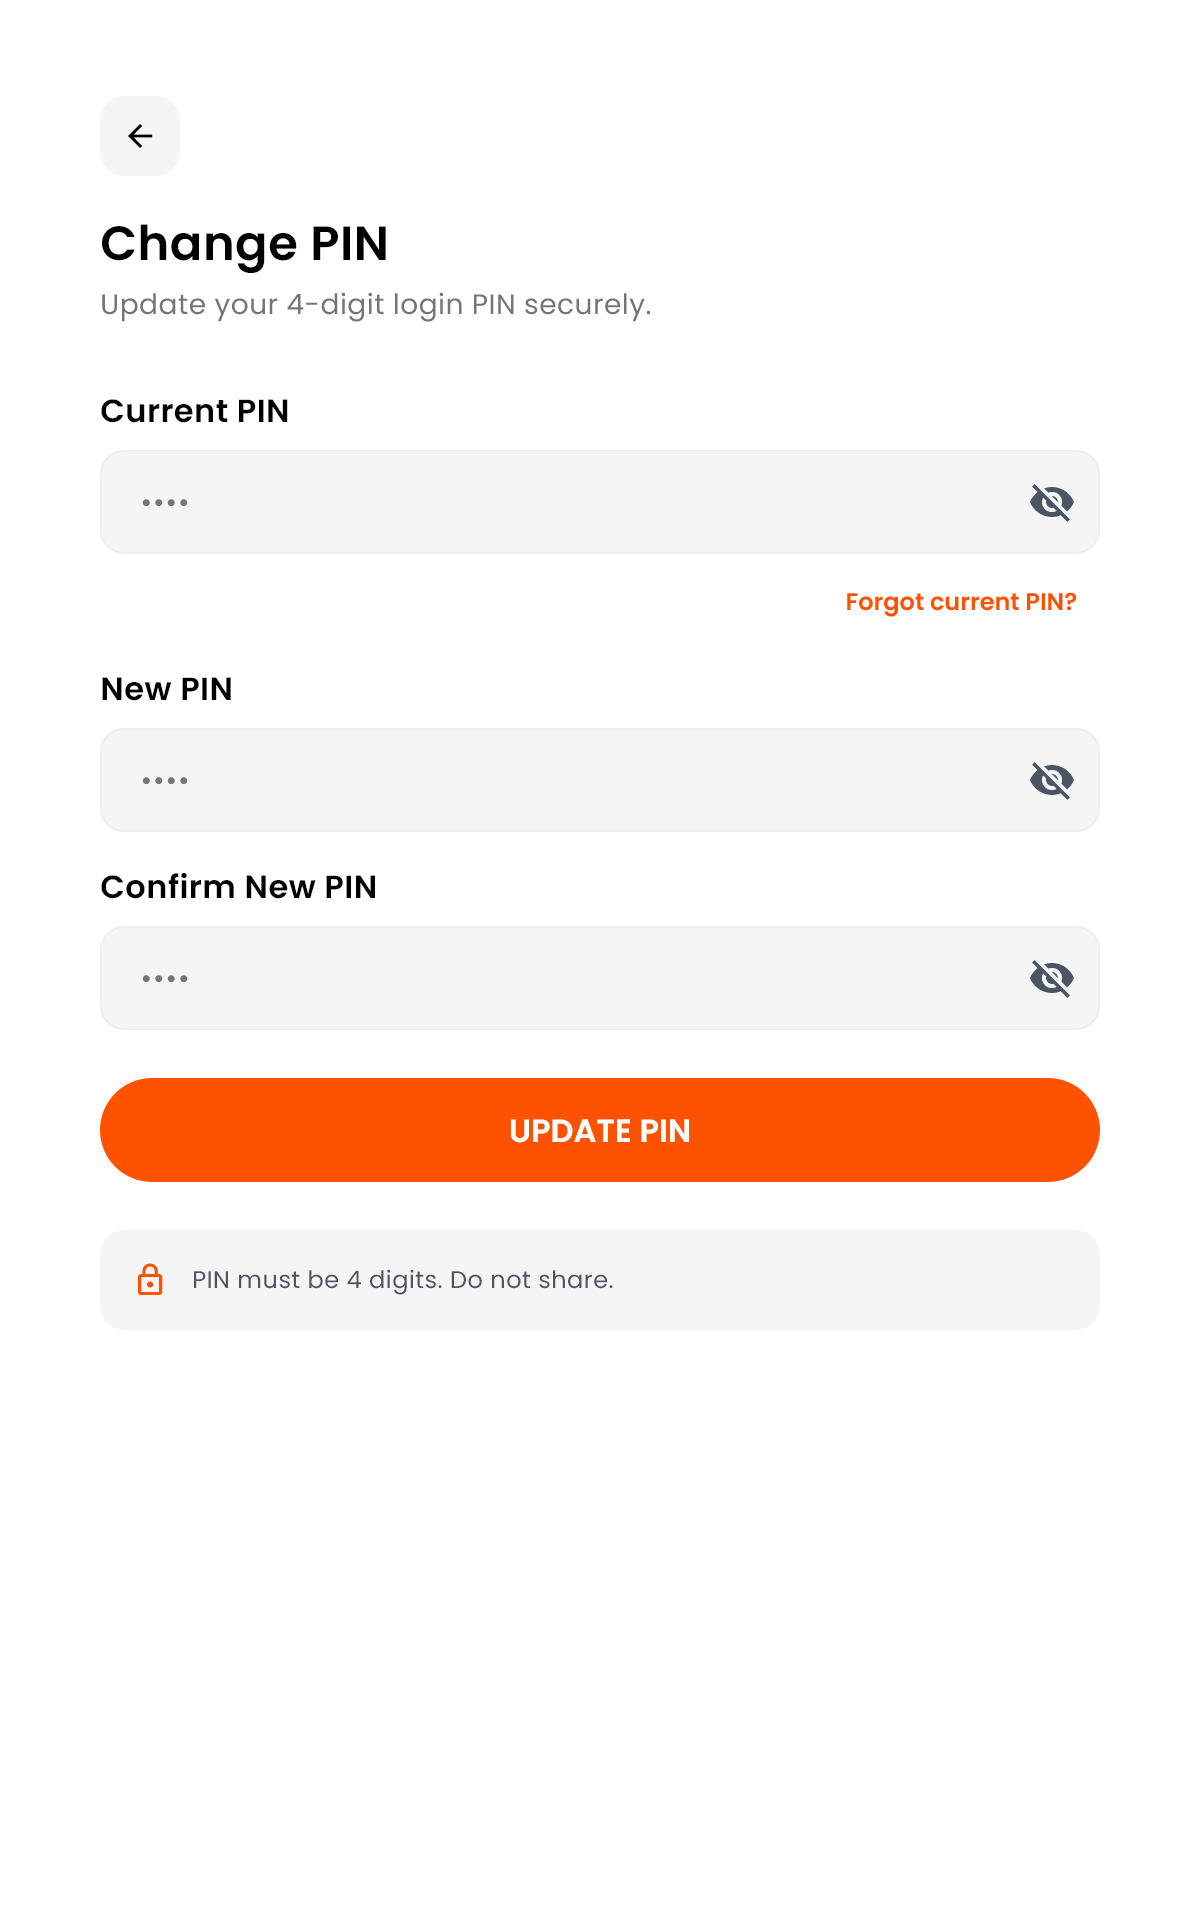 Change PIN
Update your 4-digit login PIN securely.
Current PIN
••••
Forgot current PIN?
New PIN
••••
Confirm New PIN
••••
UPDATE PIN
PIN must be 4 digits. Do not share.